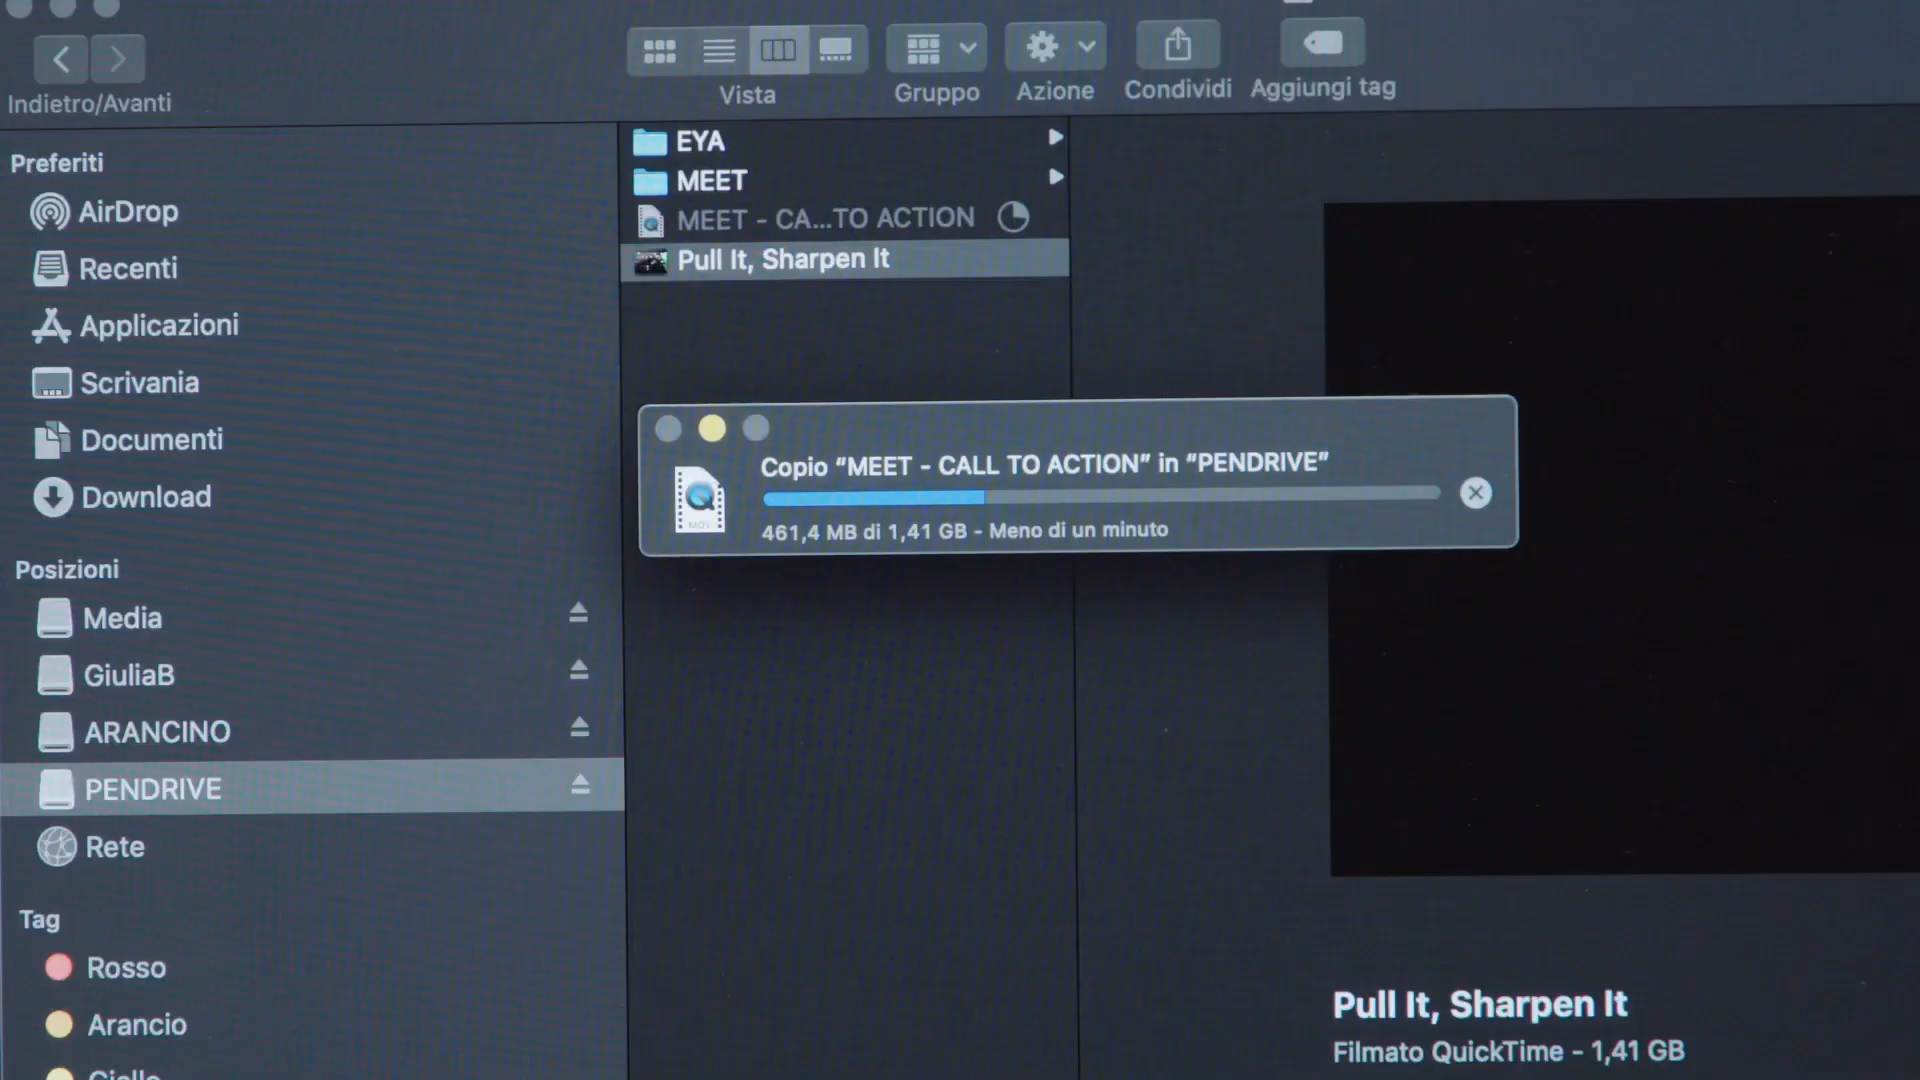 Indietro/Avanti
Vista
Gruppo
Azione
Condividi
Aggiungi tag
Preferiti
AirDrop
Recenti
Applicazioni
Scrivania
Documenti
Download
Posizioni
Media
GiuliaB
ARANCINO
PENDRIVE
Rete
Tag
Rosso
Arancio
Giallo
EYA
MEET
MEET - CA...TO ACTION
Pull It, Sharpen It
Copio “MEET - CALL TO ACTION” in “PENDRIVE”
MOV
461,4 MB di 1,41 GB - Meno di un minuto
Pull It, Sharpen It
Filmato QuickTime - 1,41 GB